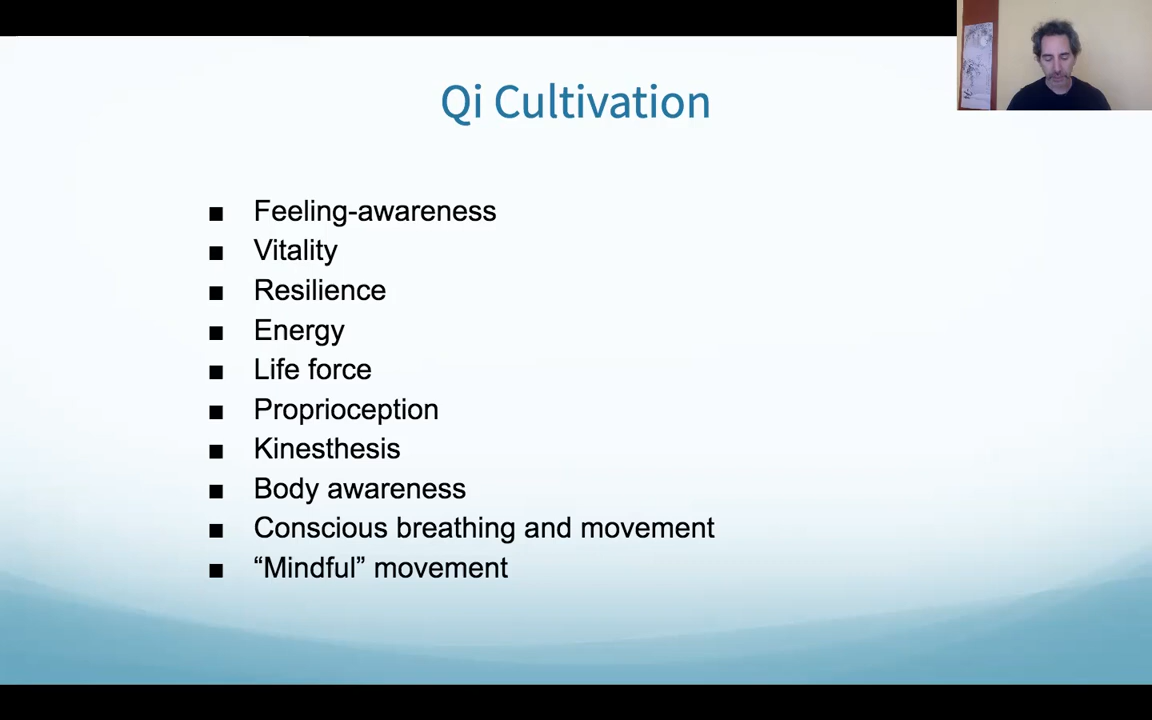 Qi Cultivation
■ Feeling-awareness
■ Vitality
■ Resilience
■ Energy
■ Life force
■ Proprioception
■ Kinesthesis
■ Body awareness
■ Conscious breathing and movement
■ “Mindful” movement